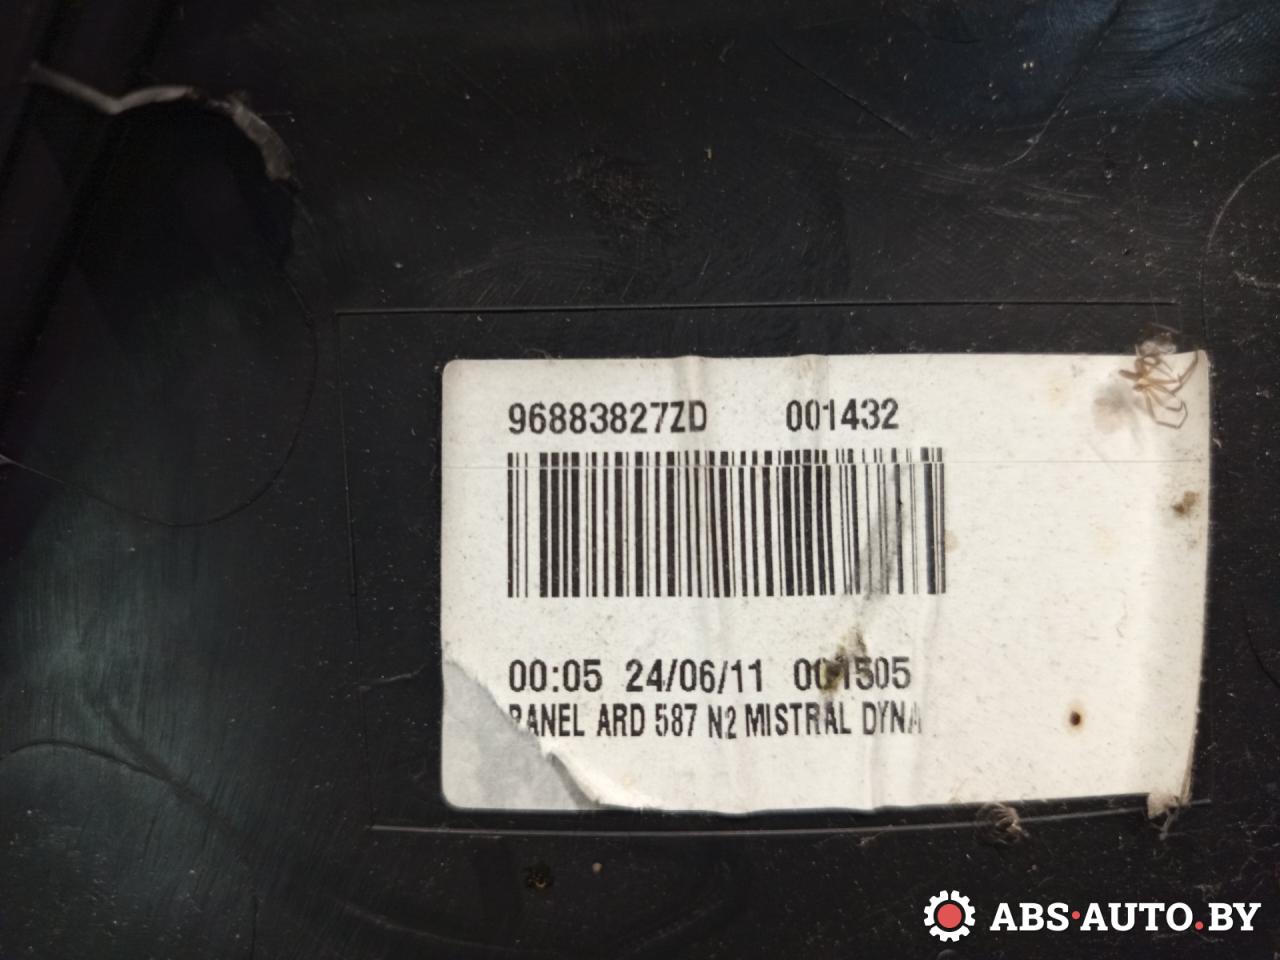 96883827ZD 001432
00:05 24/06/11 001505
PANEL ARD 587 N2 MISTRAL DYNA
ABS·AUTO.BY